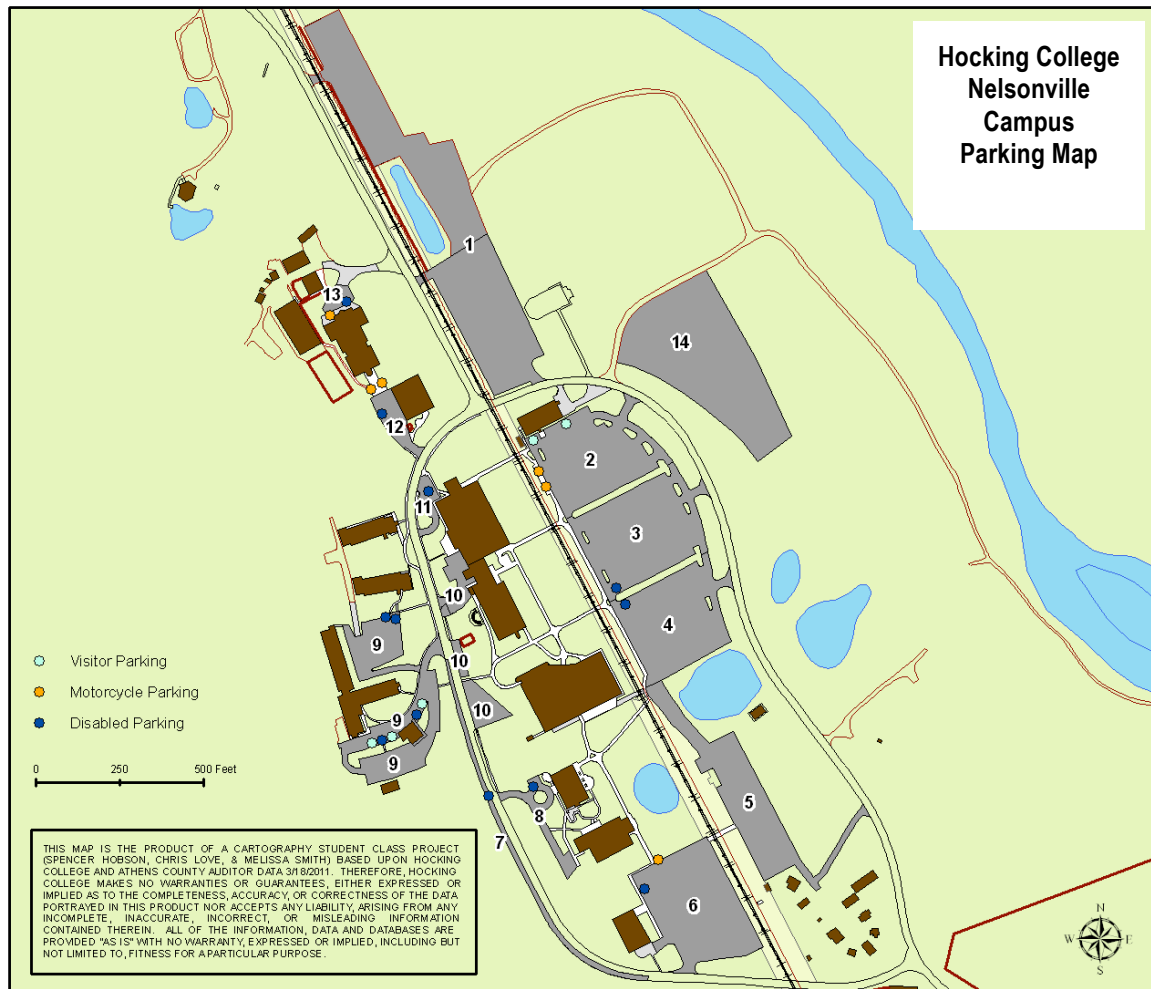 Hocking College
Nelsonville
Campus
Parking Map
1
13
14
12
2
11
3
10
4
9
10
10
9
9
5
8
7
6
Visitor Parking
Motorcycle Parking
Disabled Parking
0 250 500 Feet
THIS MAP IS THE PRODUCT OF A CARTOGRAPHY STUDENT CLASS PROJECT
(SPENCER HOBSON, CHRIS LOVE, & MELISSA SMITH) BASED UPON HOCKING
COLLEGE AND ATHENS COUNTY AUDITOR DATA 3/18/2011. THEREFORE, HOCKING
COLLEGE MAKES NO WARRANTIES OR GUARANTEES, EITHER EXPRESSED OR
IMPLIED AS TO THE COMPLETENESS, ACCURACY, OR CORRECTNESS OF THE DATA
PORTRAYED IN THIS PRODUCT NOR ACCEPTS ANY LIABILITY, ARISING FROM ANY
INCOMPLETE, INACCURATE, INCORRECT, OR MISLEADING INFORMATION
CONTAINED THEREIN. ALL OF THE INFORMATION, DATA AND DATABASES ARE
PROVIDED "AS IS" WITH NO WARRANTY, EXPRESSED OR IMPLIED, INCLUDING BUT
NOT LIMITED TO, FITNESS FOR A PARTICULAR PURPOSE.
N
W E
S